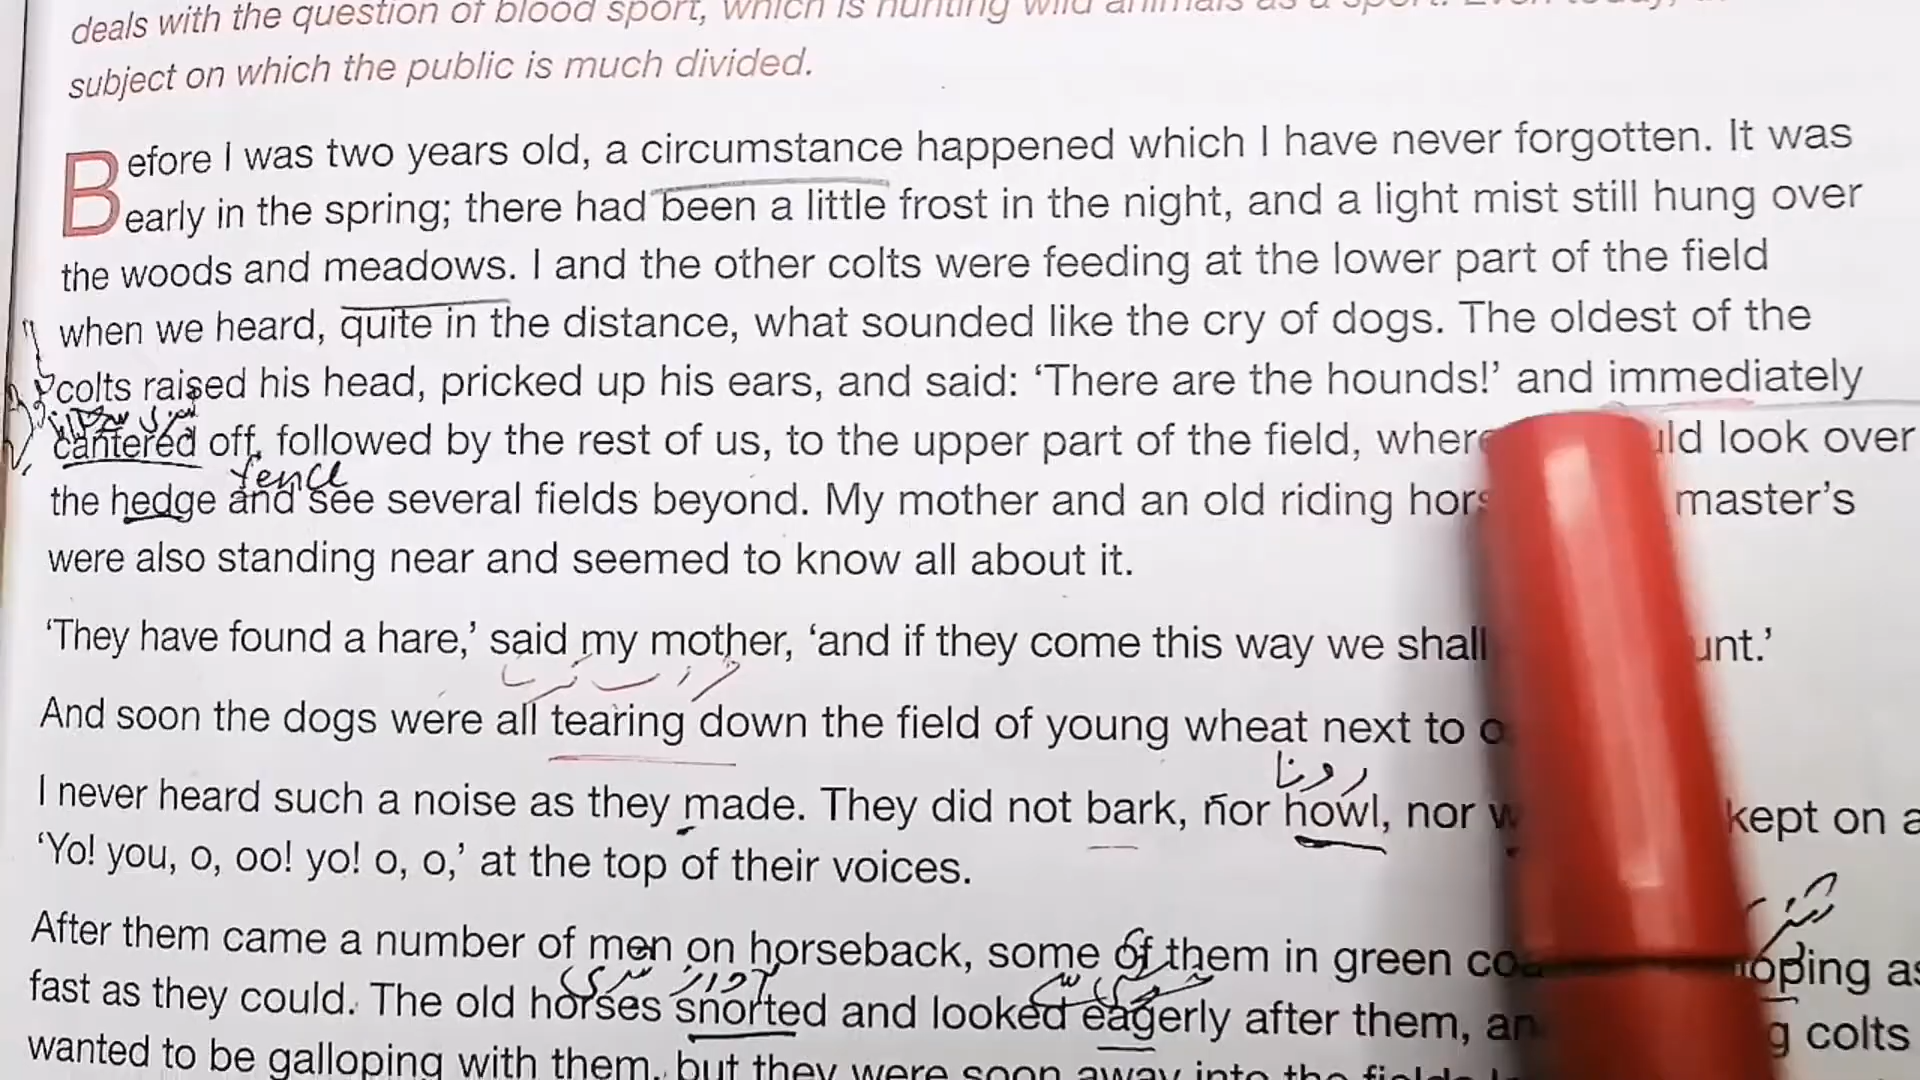 deals with the question of blood sport, which is hunting wild animals as a sport. Even today,
subject on which the public is much divided.
Before I was two years old, a circumstance happened which I have never forgotten. It was
early in the spring; there had been a little frost in the night, and a light mist still hung over
the woods and meadows. I and the other colts were feeding at the lower part of the field
when we heard, quite in the distance, what sounded like the cry of dogs. The oldest of the
colts raised his head, pricked up his ears, and said: ‘There are the hounds!’ and immediately
cantered off, followed by the rest of us, to the upper part of the field, where look over
fence
the hedge and see several fields beyond. My mother and an old riding master’s
were also standing near and seemed to know all about it.
‘They have found a hare,’ said my mother, ‘and if they come this way we shall
And soon the dogs were all tearing down the field of young wheat next to
رونا
I never heard such a noise as they made. They did not bark, nor howl, nor kept on
‘Yo! you, o, oo! yo! o, o,’ at the top of their voices.
After them came a number of men on horseback, some of them in green as
fast as they could. The old horses snorted and looked eagerly after them, colts
wanted to be galloping with them, but they were soon away into the fields